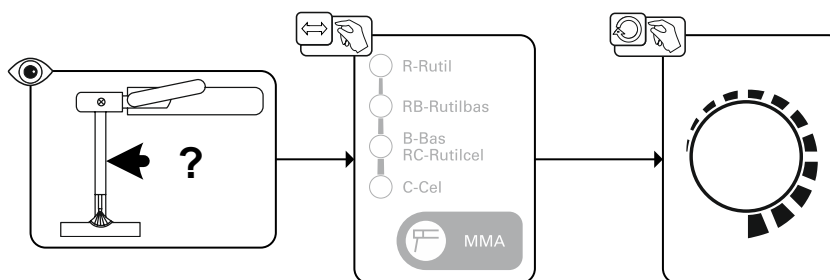 ?
R-Rutil
RB-Rutilbas
B-Bas
RC-Rutilcel
C-Cel
MMA